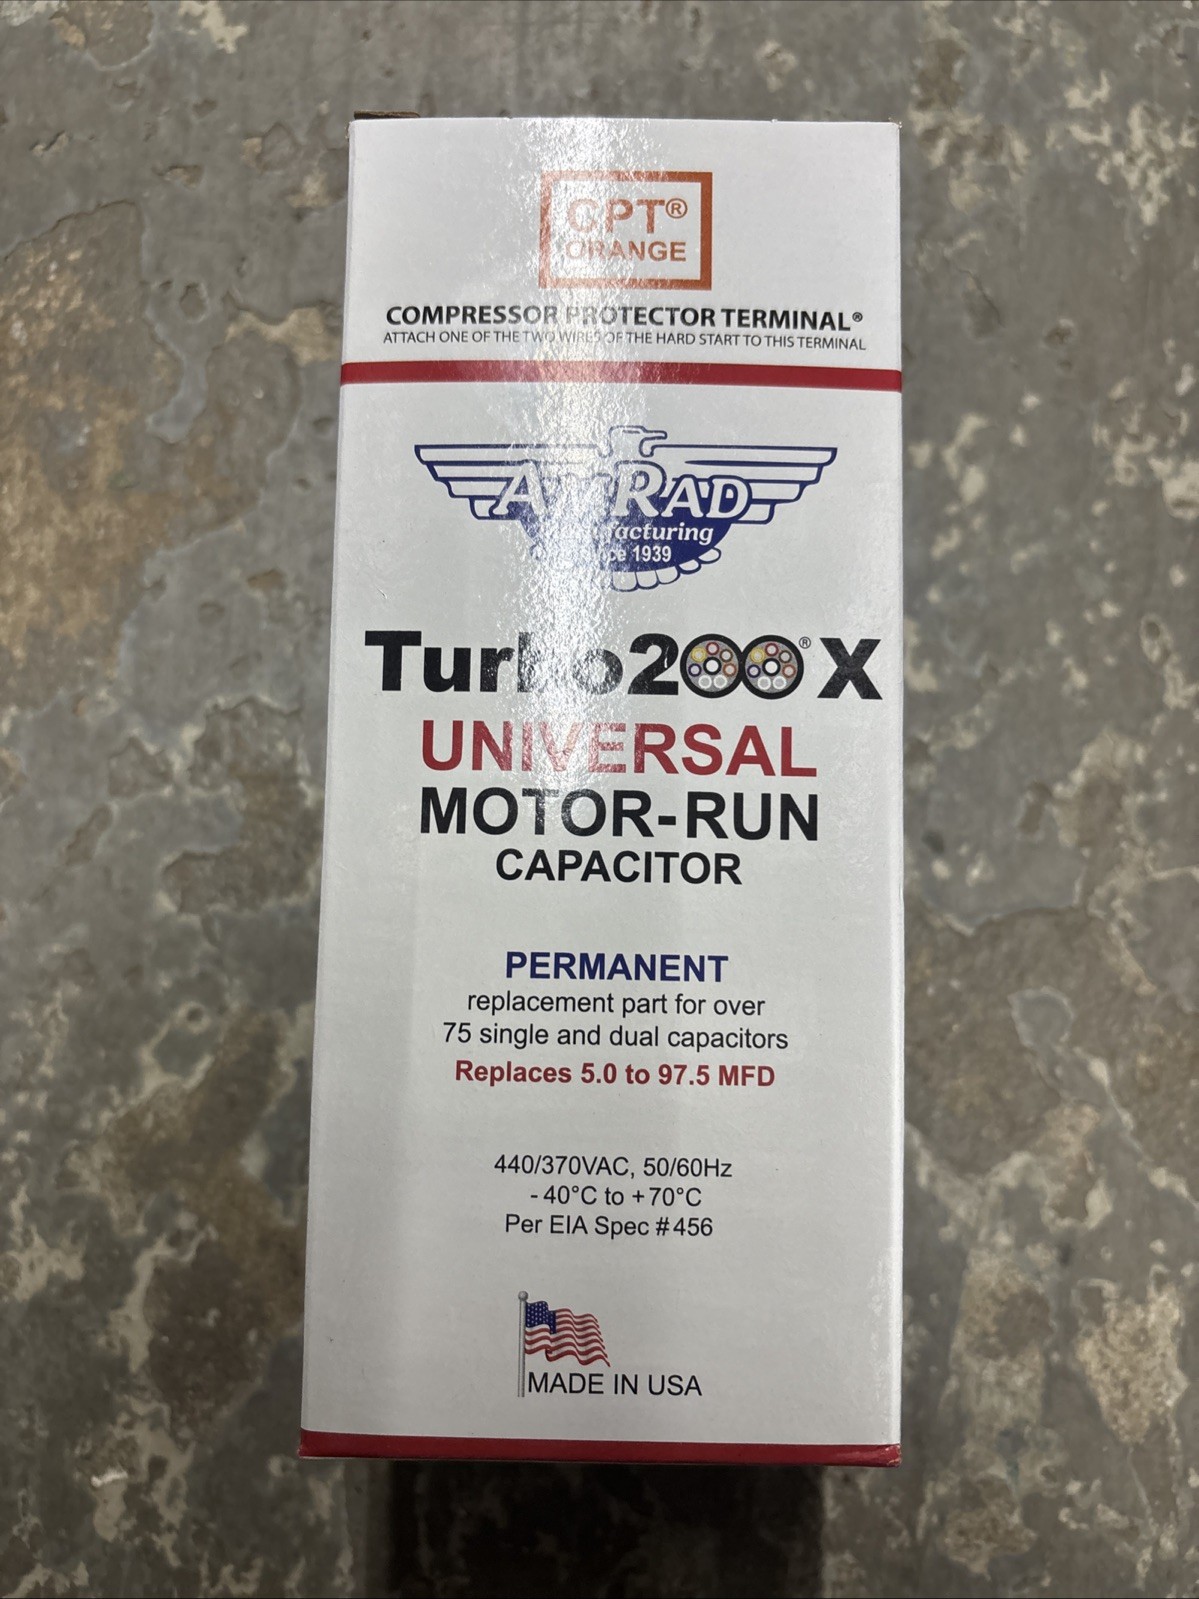 CPT®
ORANGE
COMPRESSOR PROTECTOR TERMINAL®
ATTACH ONE OF THE TWO WIRES OF THE HARD START TO THIS TERMINAL
AMRAD
Manufacturing
Since 1939
Turbo200® X
UNIVERSAL
MOTOR-RUN
CAPACITOR
PERMANENT
replacement part for over
75 single and dual capacitors
Replaces 5.0 to 97.5 MFD
440/370VAC, 50/60Hz
- 40°C to +70°C
Per EIA Spec #456
MADE IN USA